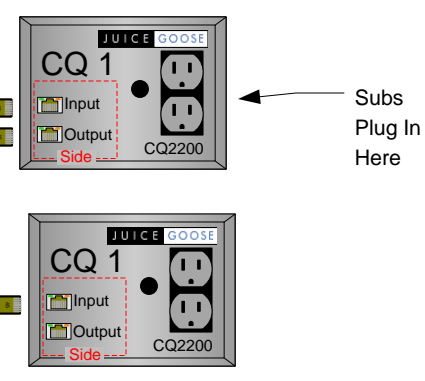 JUICE GOOSE
CQ 1
Input
Output
Side
CQ2200
Subs
Plug In
Here
JUICE GOOSE
CQ 1
Input
Output
Side
CQ2200